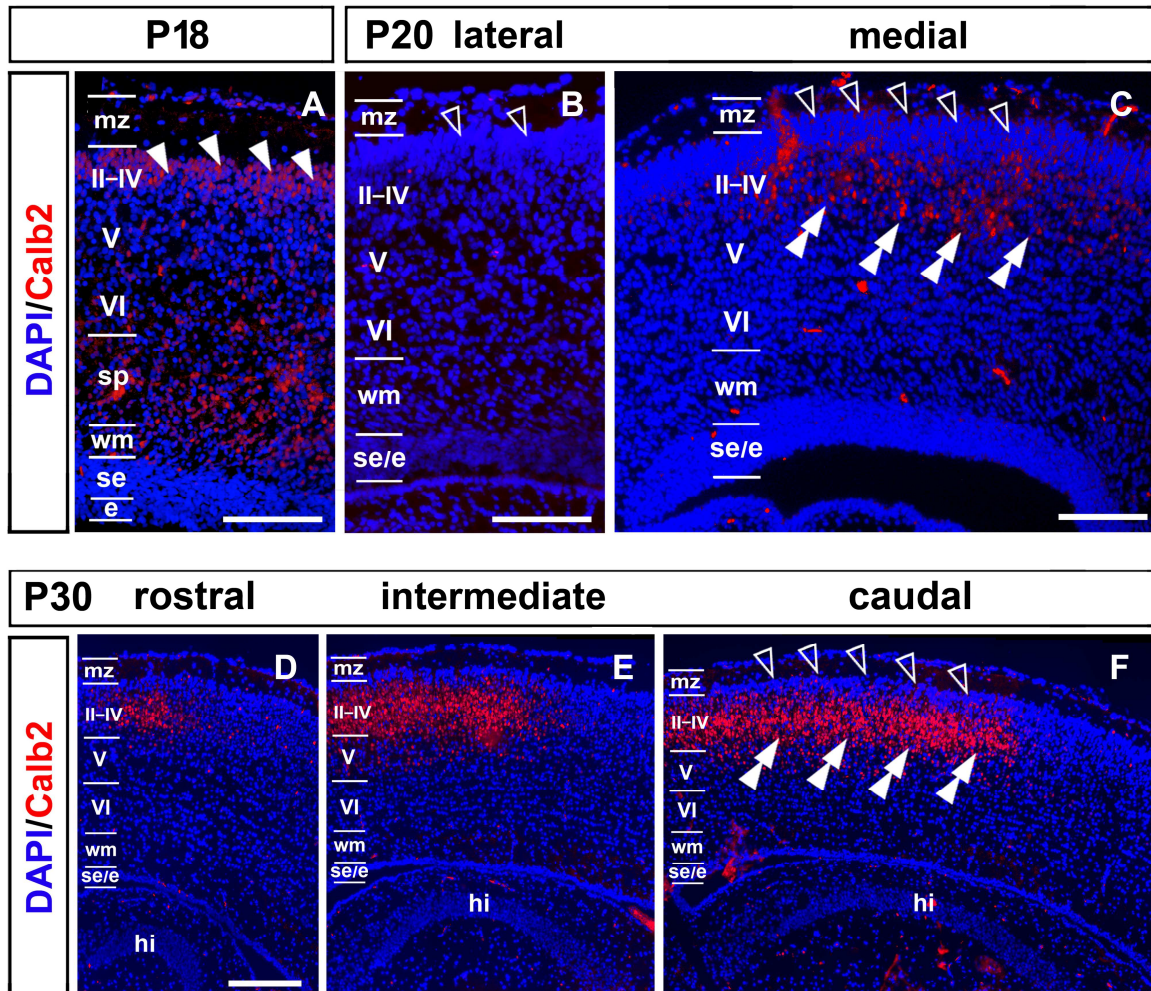 P18
P20 lateral medial
DAPI/Calb2
A
mz
II–IV
V
VI
sp
wm
se
e
B
mz
II–IV
V
VI
wm
se/e
C
mz
II–IV
V
VI
wm
se/e
P30 rostral intermediate caudal
DAPI/Calb2
D
mz
II–IV
V
VI
wm
se/e
hi
E
mz
II–IV
V
VI
wm
se/e
hi
F
mz
II–IV
V
VI
wm
se/e
hi